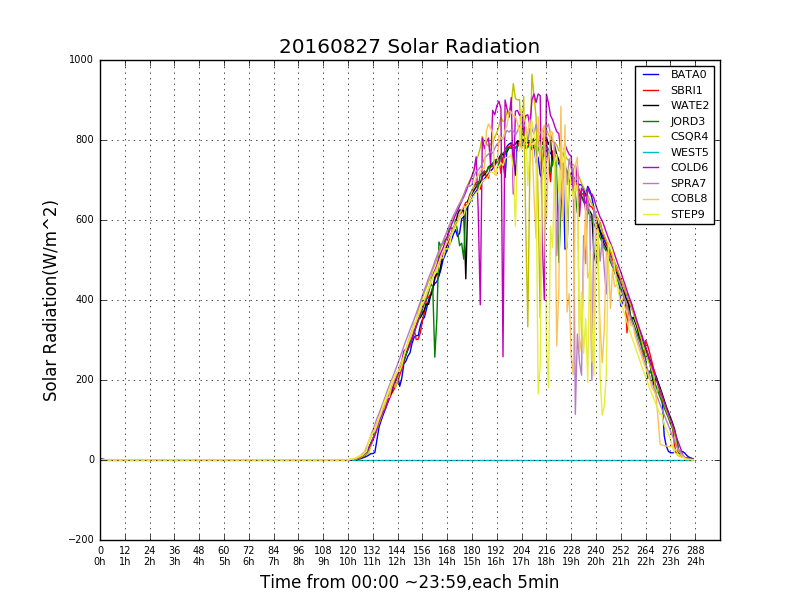 20160827 Solar Radiation
1000
800
600
400
200
0
−200
Solar Radiation(W/m^2)
BATA0
SBRI1
WATE2
JORD3
CSQR4
WEST5
COLD6
SPRA7
COBL8
STEP9
0 12 24 36 48 60 72 84 96 108 120 132 144 156 168 180 192 204 216 228 240 252 264 276 288
0h 1h 2h 3h 4h 5h 6h 7h 8h 9h 10h 11h 12h 13h 14h 15h 16h 17h 18h 19h 20h 21h 22h 23h 24h
Time from 00:00 ~23:59,each 5min